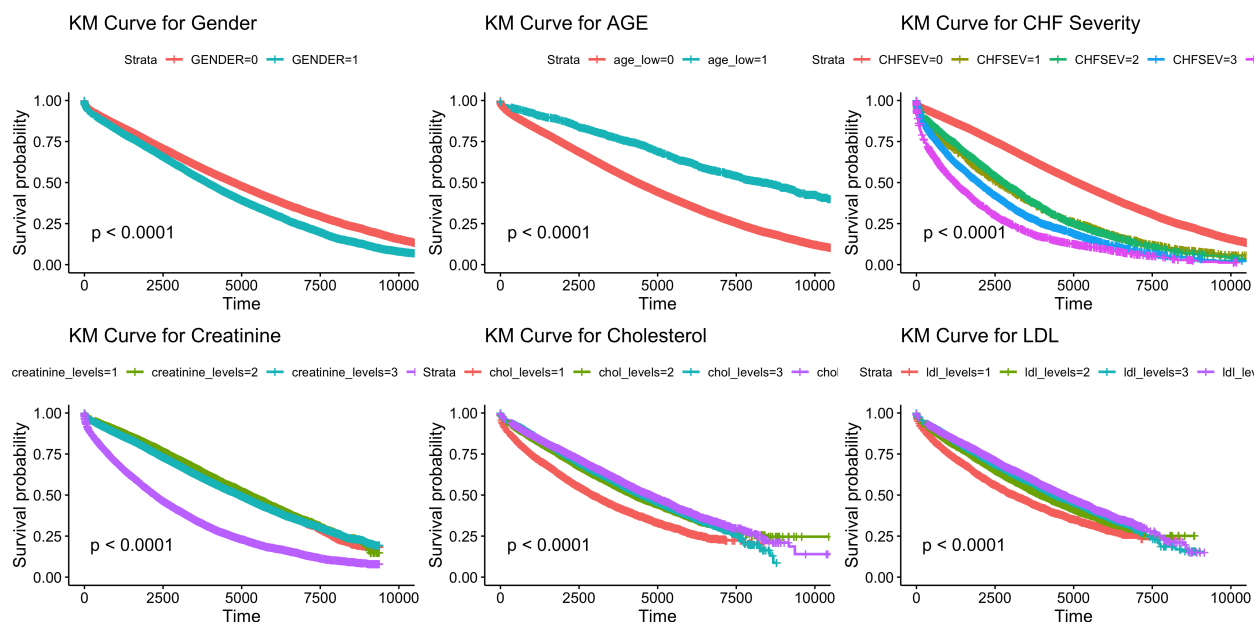 KM Curve for Gender
Strata GENDER=0 GENDER=1
Survival probability
1.00
0.75
0.50
0.25
0.00
p < 0.0001
0 2500 5000 7500 10000
Time
KM Curve for AGE
Strata age_low=0 age_low=1
Survival probability
1.00
0.75
0.50
0.25
0.00
p < 0.0001
0 2500 5000 7500 10000
Time
KM Curve for CHF Severity
Strata CHFSEV=0 CHFSEV=1 CHFSEV=2 CHFSEV=3
Survival probability
1.00
0.75
0.50
0.25
0.00
p < 0.0001
0 2500 5000 7500 10000
Time
KM Curve for Creatinine
creatinine_levels=1 creatinine_levels=2 creatinine_levels=3
Survival probability
1.00
0.75
0.50
0.25
0.00
p < 0.0001
0 2500 5000 7500 10000
Time
KM Curve for Cholesterol
Strata chol_levels=1 chol_levels=2 chol_levels=3 chol
Survival probability
1.00
0.75
0.50
0.25
0.00
p < 0.0001
0 2500 5000 7500 10000
Time
KM Curve for LDL
Strata ldl_levels=1 ldl_levels=2 ldl_levels=3 ldl_lev
Survival probability
1.00
0.75
0.50
0.25
0.00
p < 0.0001
0 2500 5000 7500 10000
Time